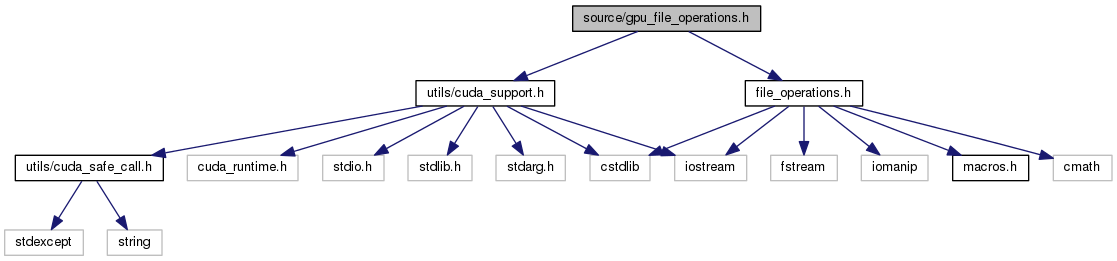 source/gpu_file_operations.h
utils/cuda_support.h
file_operations.h
utils/cuda_safe_call.h
cuda_runtime.h
stdio.h
stdlib.h
stdarg.h
cstdlib
iostream
fstream
iomanip
macros.h
cmath
stdexcept
string